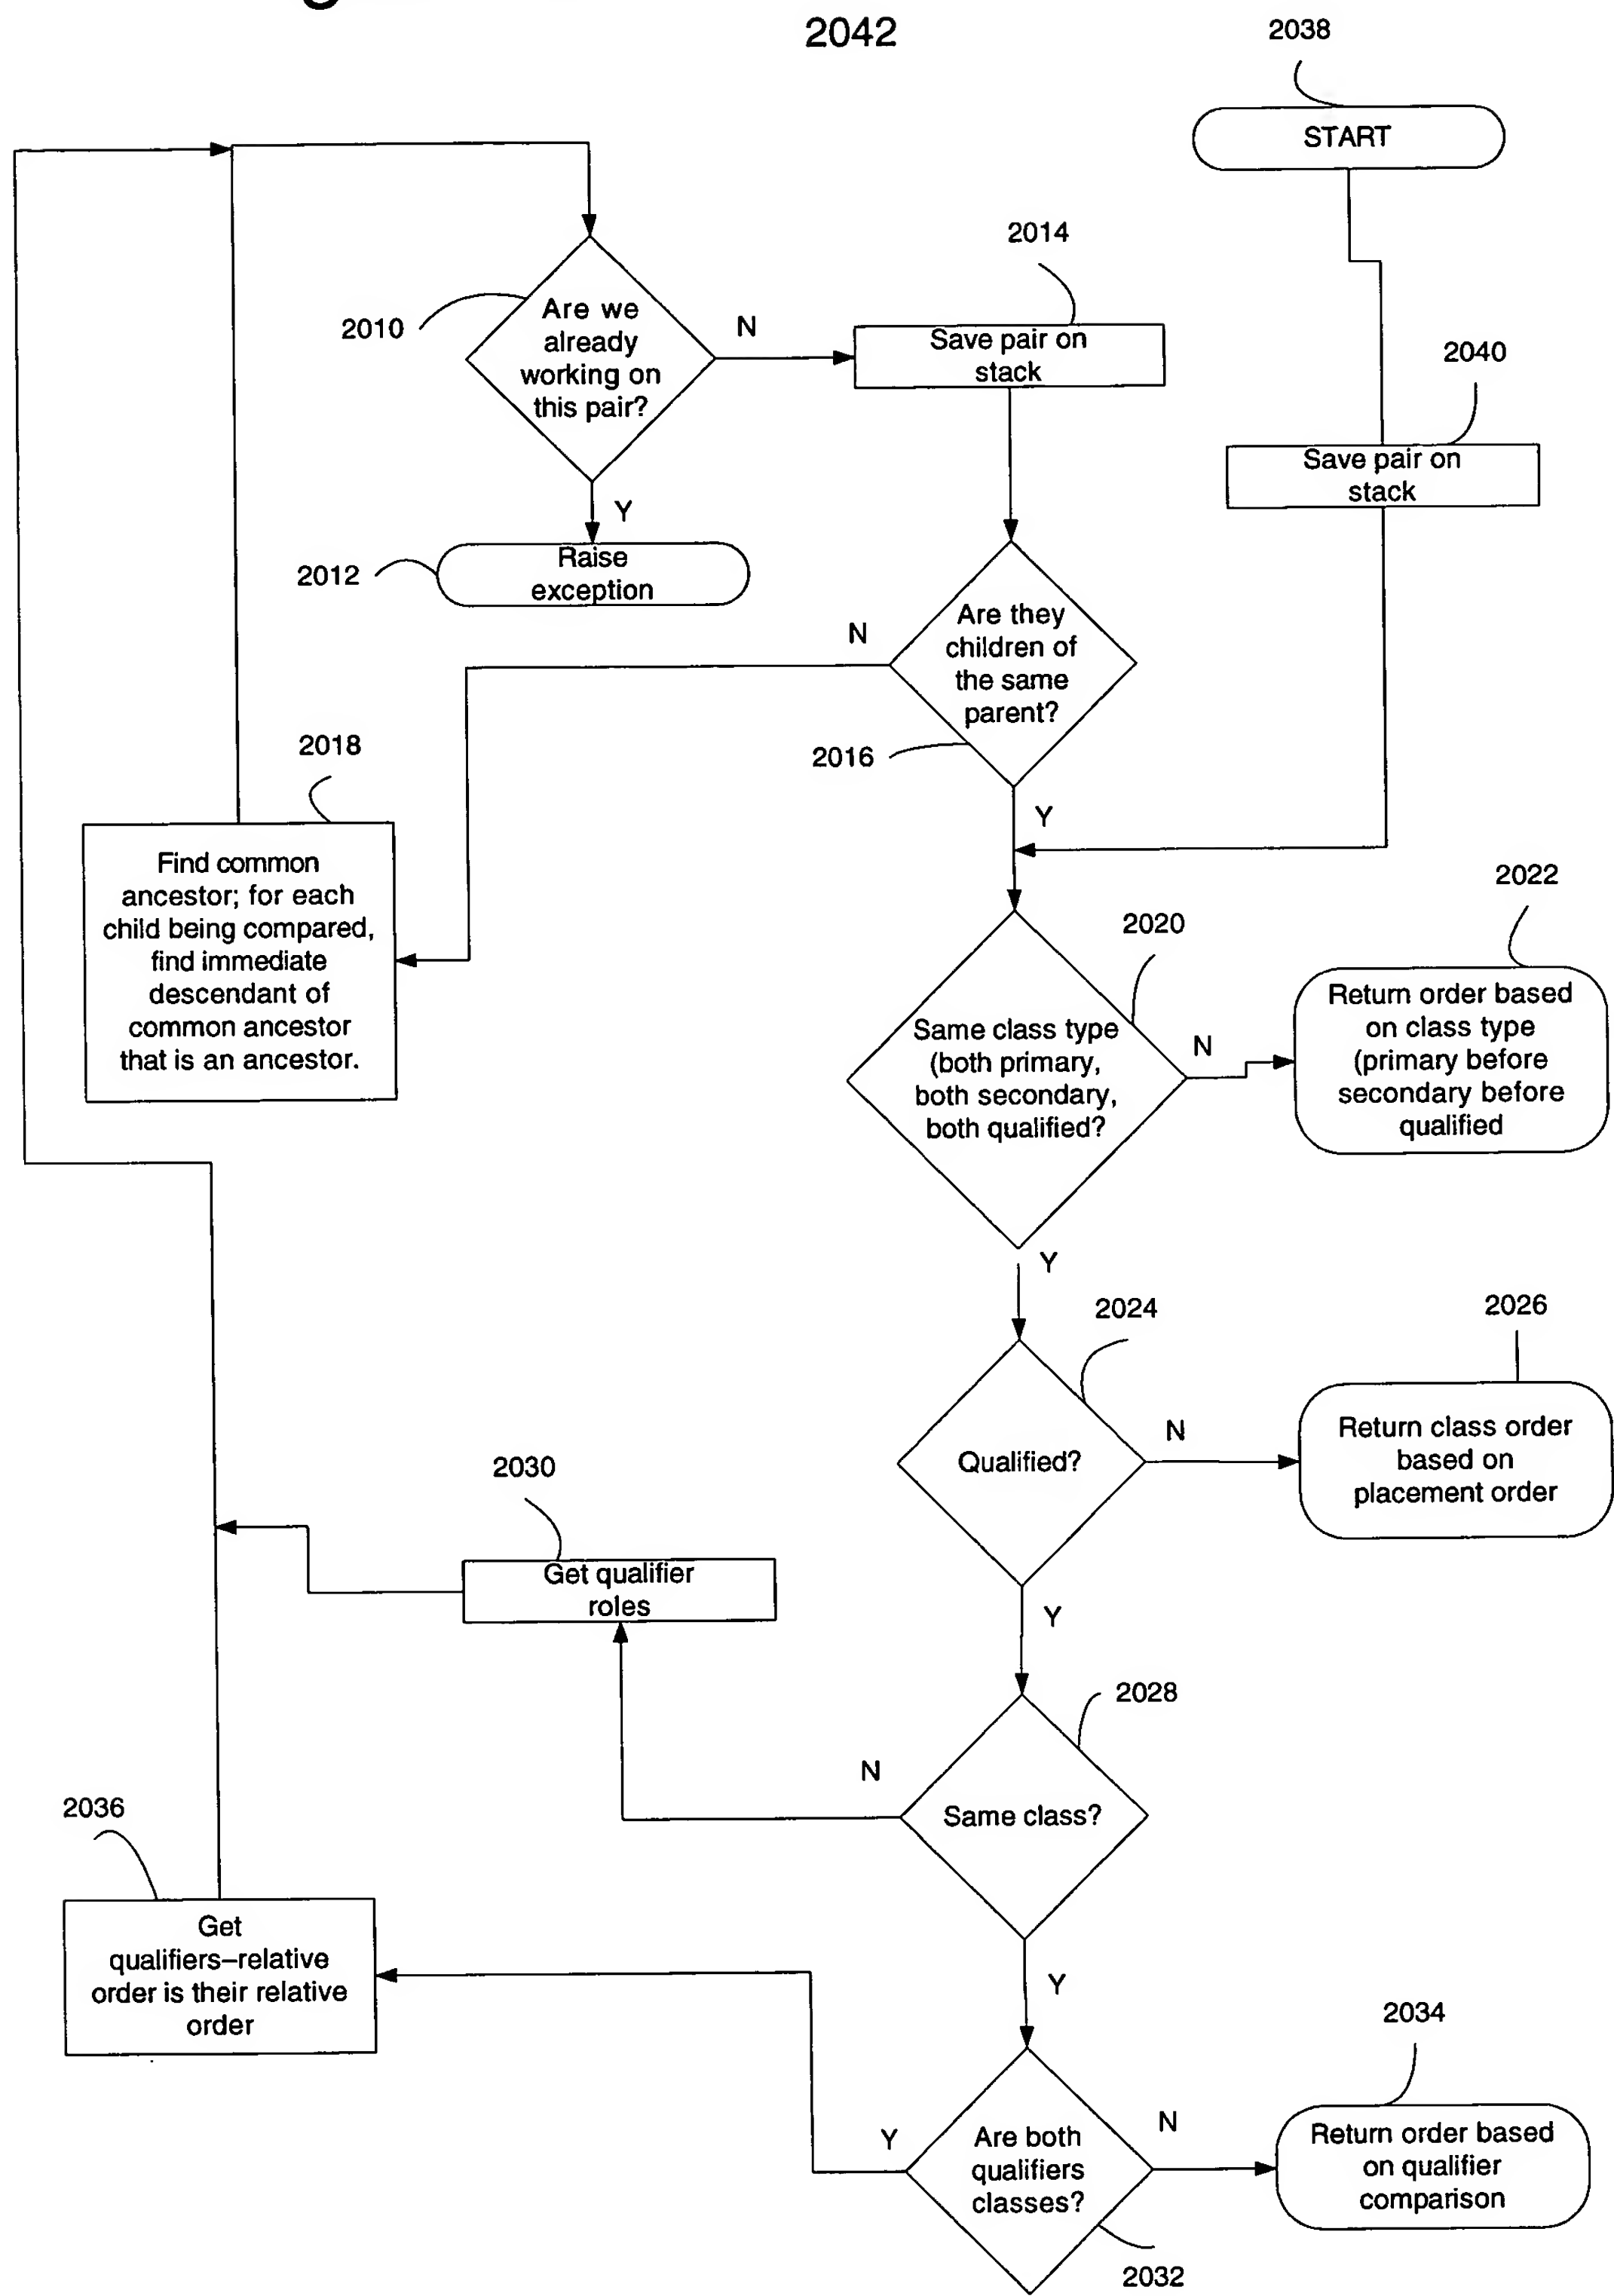 2042
2038
START
2014
2010
Are we
already
working on
this pair?
N
Save pair on
stack
2040
Save pair on
stack
Y
2012
Raise
exception
N
Are they
children of
the same
parent?
2016
2018
Y
Find common
ancestor; for each
child being compared,
find immediate
descendant of
common ancestor
that is an ancestor.
2022
2020
Same class type
(both primary,
both secondary,
both qualified?
N
Return order based
on class type
(primary before
secondary before
qualified
Y
2024
2026
Qualified?
N
Return class order
based on
placement order
2030
Get qualifier
roles
Y
2028
N
Same class?
2036
Get
qualifiers–relative
order is their relative
order
Y
2034
Y
Are both
qualifiers
classes?
N
Return order based
on qualifier
comparison
2032